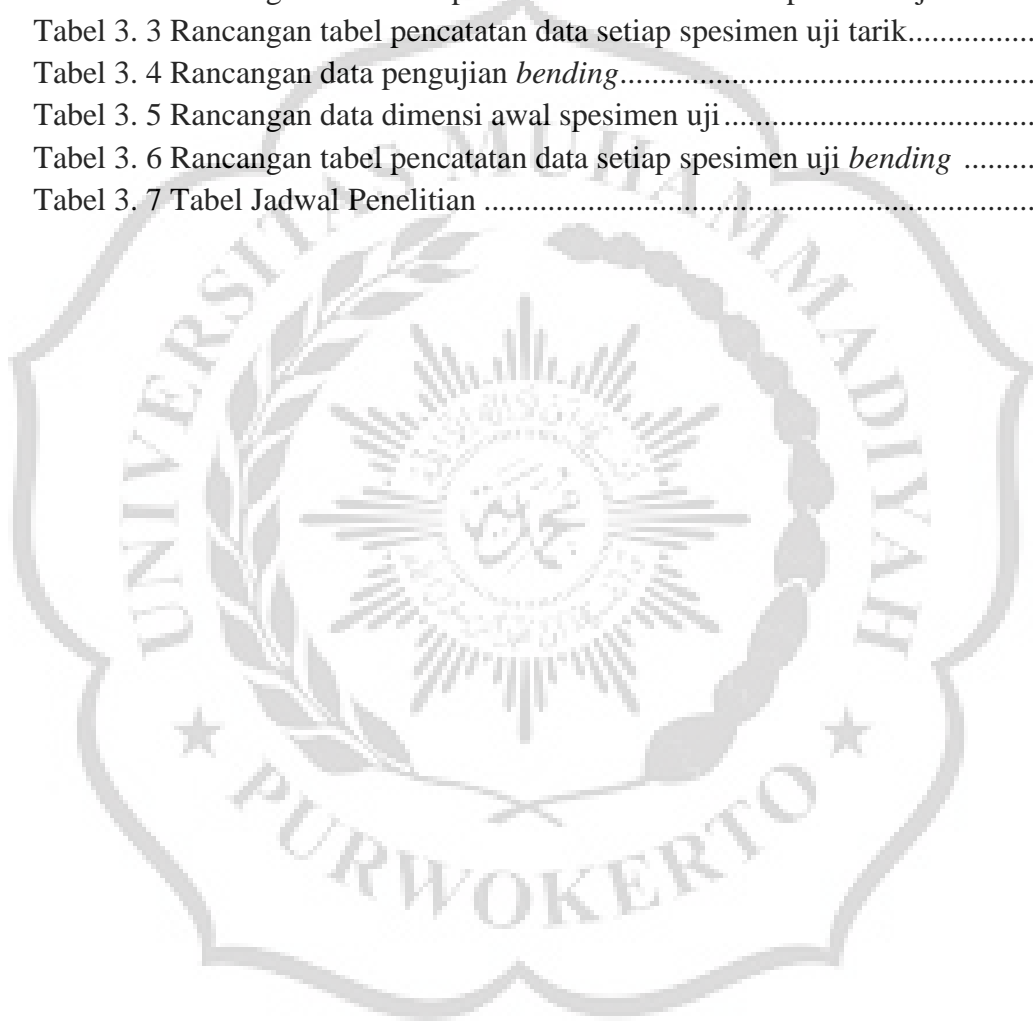 Tabel 3. 3 Rancangan tabel pencatatan data setiap spesimen uji tarik................
Tabel 3. 4 Rancangan data pengujian bending....................................................
Tabel 3. 5 Rancangan data dimensi awal spesimen uji.......................................
Tabel 3. 6 Rancangan tabel pencatatan data setiap spesimen uji bending .........
Tabel 3. 7 Tabel Jadwal Penelitian .....................................................................
UNIVERSITAS MUHAMMADIYAH
★ PURWOKERTO ★